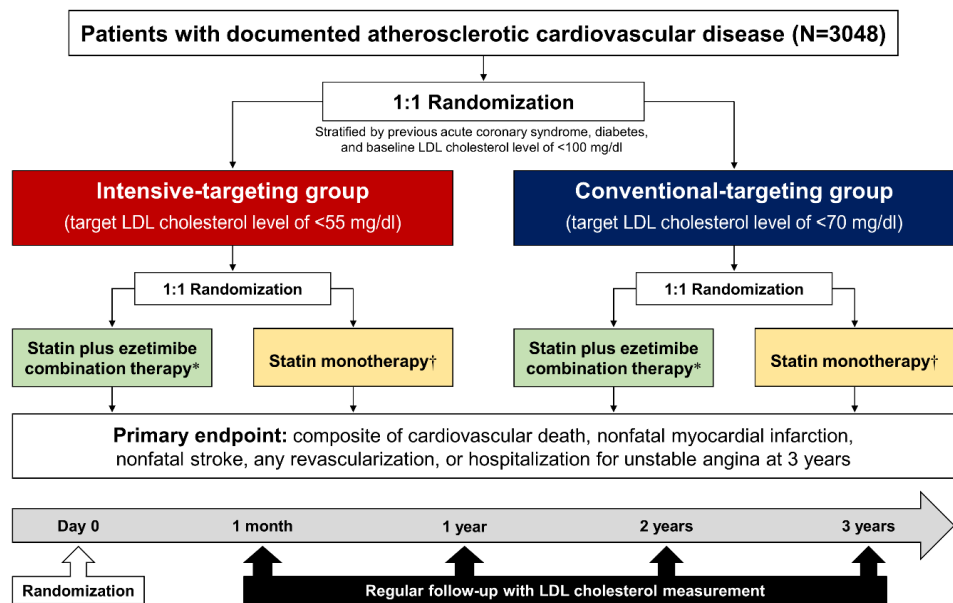 Patients with documented atherosclerotic cardiovascular disease (N=3048)
1:1 Randomization
Stratified by previous acute coronary syndrome, diabetes,
and baseline LDL cholesterol level of <100 mg/dl
Intensive-targeting group
(target LDL cholesterol level of <55 mg/dl)
Conventional-targeting group
(target LDL cholesterol level of <70 mg/dl)
1:1 Randomization
1:1 Randomization
Statin plus ezetimibe
combination therapy*
Statin monotherapy†
Statin plus ezetimibe
combination therapy*
Statin monotherapy†
Primary endpoint: composite of cardiovascular death, nonfatal myocardial infarction,
nonfatal stroke, any revascularization, or hospitalization for unstable angina at 3 years
Day 0
1 month
1 year
2 years
3 years
Randomization
Regular follow-up with LDL cholesterol measurement